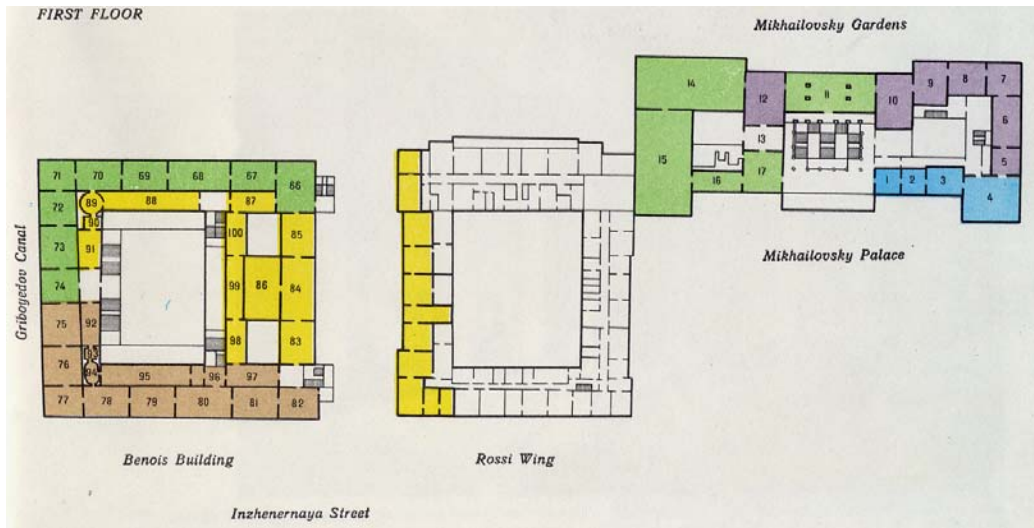 FIRST FLOOR
Mikhailovsky Gardens
9 8 7
14 12 11 10
6
15 13
5
16 17 1 2 3 4
Mikhailovsky Palace
71 70 69 68 67 66
72 89 88 87
90 100 85
73 91
99 86 84
74
75 92
98 83
76 93
94 95 96 97
77 78 79 80 81 82
Griboyedov Canal
Benois Building
Rossi Wing
Inzhenernaya Street